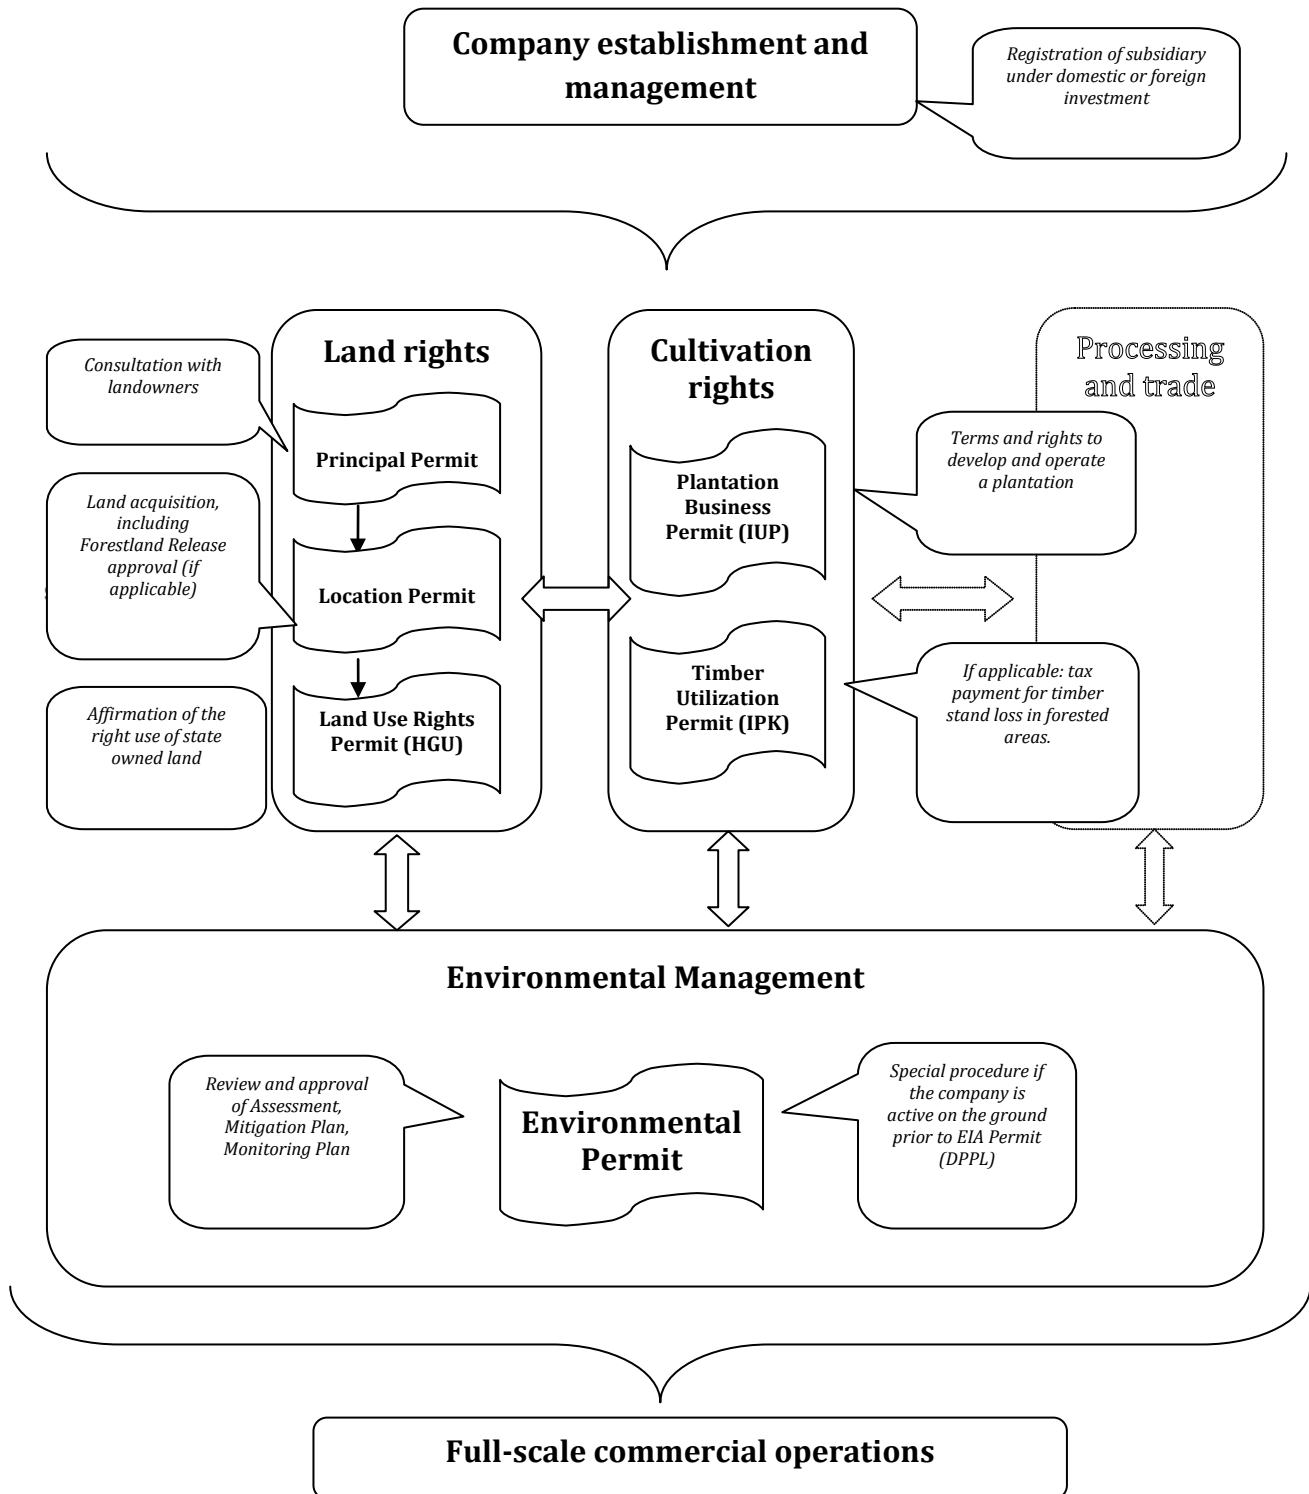 Company establishment and
management
Registration of subsidiary
under domestic or foreign
investment
Land rights
Consultation with
landowners
Principal Permit
Land acquisition,
including
Forestland Release
approval (if
applicable)
Location Permit
Affirmation of the
right use of state
owned land
Land Use Rights
Permit (HGU)
Cultivation
rights
Plantation
Business
Permit (IUP)
Terms and rights to
develop and operate
a plantation
Timber
Utilization
Permit (IPK)
If applicable: tax
payment for timber
stand loss in forested
areas.
Processing
and trade
Environmental Management
Review and approval
of Assessment,
Mitigation Plan,
Monitoring Plan
Environmental
Permit
Special procedure if
the company is
active on the ground
prior to EIA Permit
(DPPL)
Full-scale commercial operations